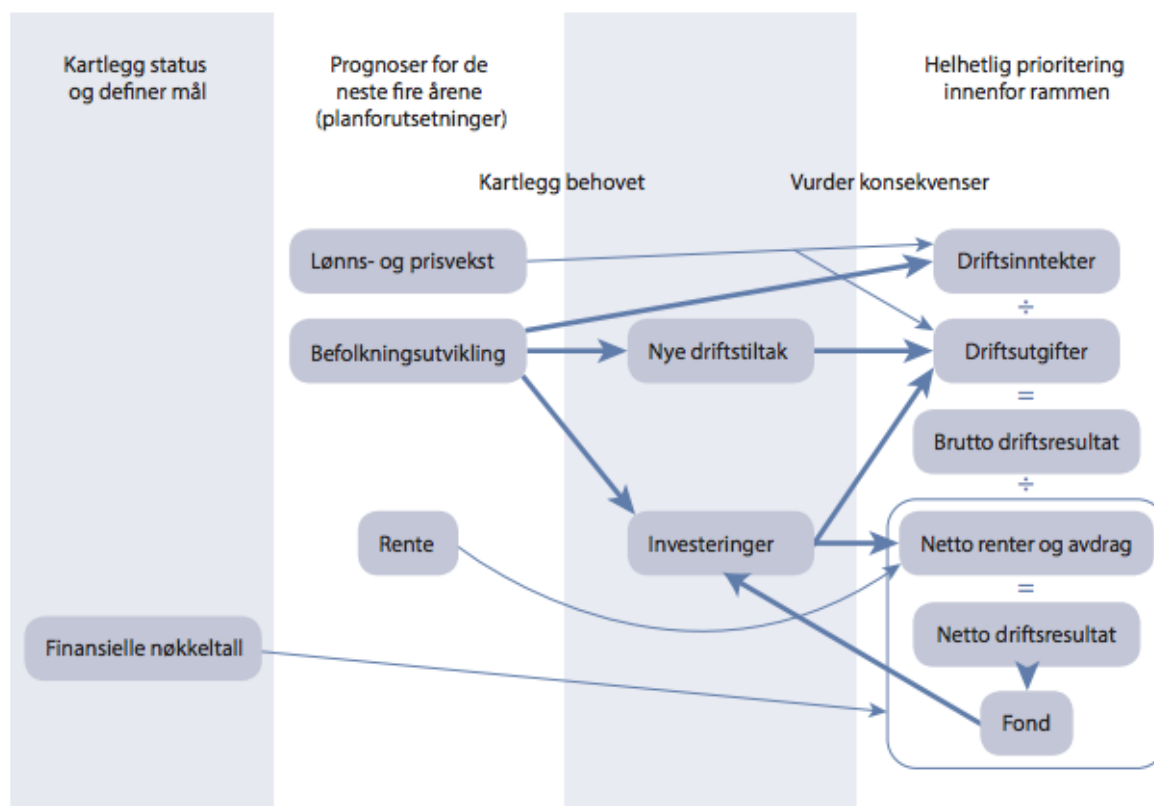 Kartlegg status
og definer mål
Prognoser for de
neste fire årene
(planforutsetninger)
Helhetlig prioritering
innenfor rammen
Kartlegg behovet
Vurder konsekvenser
Lønns- og prisvekst
Driftsinntekter
÷
Befolkningsutvikling
Nye driftstiltak
Driftsutgifter
=
Brutto driftsresultat
÷
Rente
Investeringer
Netto renter og avdrag
=
Finansielle nøkkeltall
Netto driftsresultat
Fond